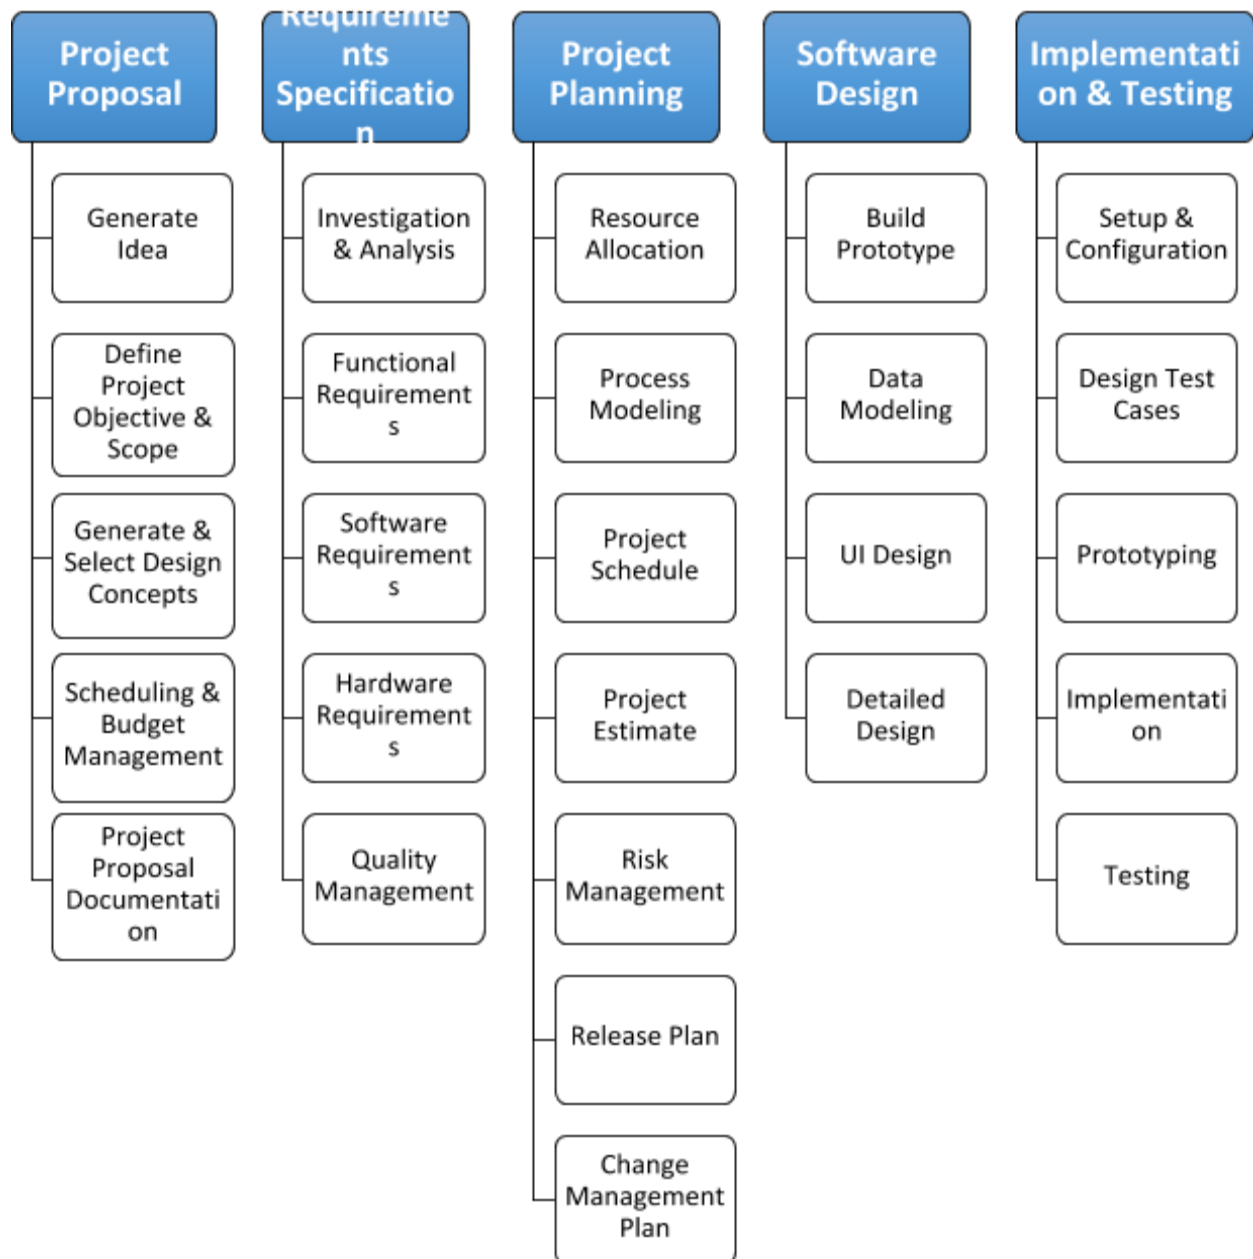 Project
Proposal
Generate
Idea
Define
Project
Objective &
Scope
Generate &
Select Design
Concepts
Scheduling &
Budget
Management
Project
Proposal
Documentati
on
Requireme
nts
Specificatio
n
Investigation
& Analysis
Functional
Requirement
s
Software
Requirement
s
Hardware
Requirement
s
Quality
Management
Project
Planning
Resource
Allocation
Process
Modeling
Project
Schedule
Project
Estimate
Risk
Management
Release Plan
Change
Management
Plan
Software
Design
Build
Prototype
Data
Modeling
UI Design
Detailed
Design
Implementati
on & Testing
Setup &
Configuration
Design Test
Cases
Prototyping
Implementati
on
Testing